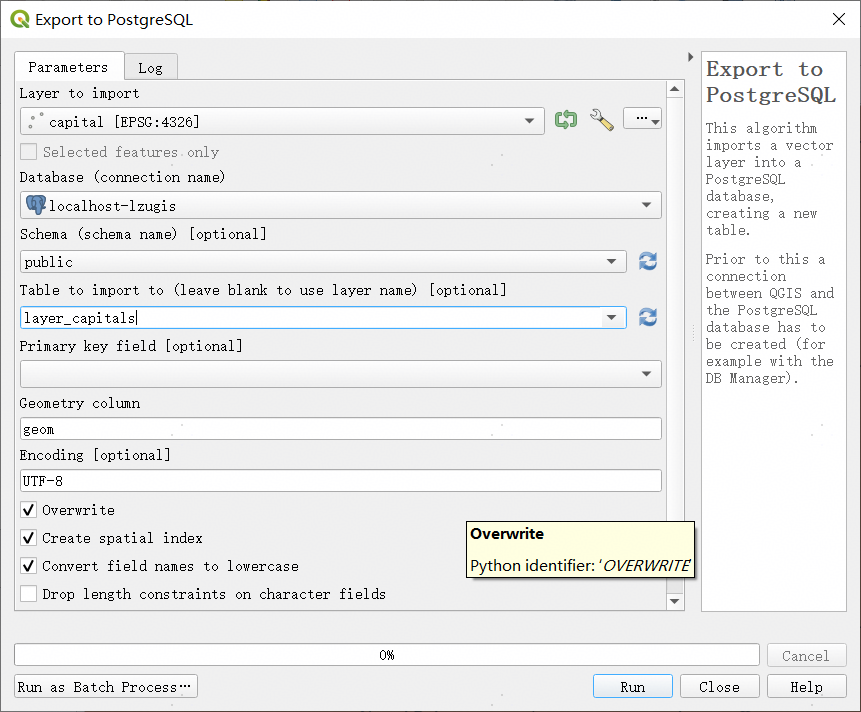 Export to PostgreSQL
Parameters
Log
Layer to import
capital [EPSG:4326]
...
Selected features only
Database (connection name)
localhost-lzugis
Schema (schema name) [optional]
public
Table to import to (leave blank to use layer name) [optional]
layer_capitals
Primary key field [optional]
Geometry column
geom
Encoding [optional]
UTF-8
Overwrite
Create spatial index
Convert field names to lowercase
Drop length constraints on character fields
Overwrite
Python identifier: 'OVERWRITE'
Export to
PostgreSQL
This algorithm
imports a vector
layer into a
PostgreSQL
database,
creating a new
table.
Prior to this a
connection
between QGIS and
the PostgreSQL
database has to
be created (for
example with the
DB Manager).
0%
Cancel
Run as Batch Process…
Run
Close
Help